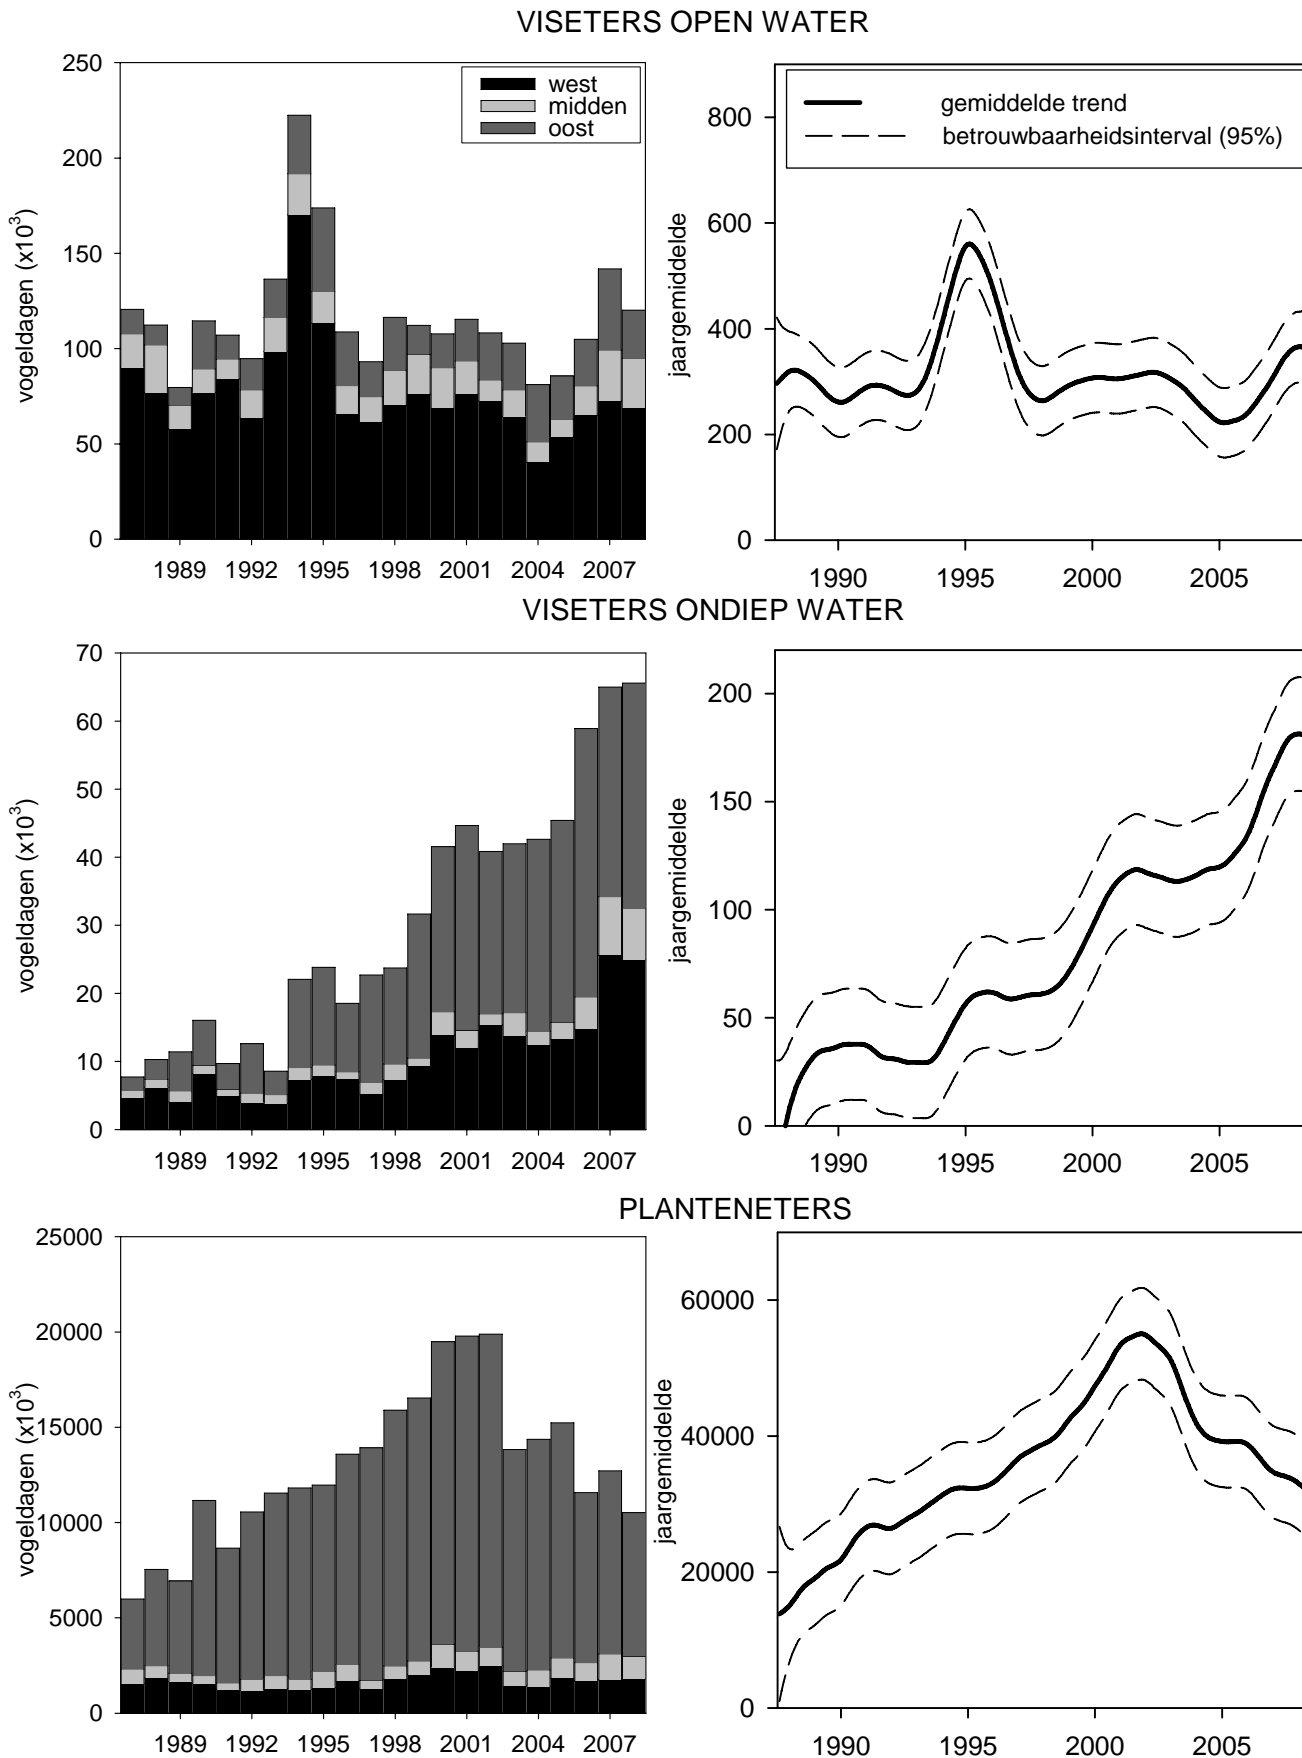 VISETERS OPEN WATER
vogeldagen (x10³)
250
200
150
100
50
0
west
midden
oost
1989 1992 1995 1998 2001 2004 2007
jaargemiddelde
800
600
400
200
0
gemiddelde trend
betrouwbaarheidsinterval (95%)
1990 1995 2000 2005
VISETERS ONDIEP WATER
vogeldagen (x10³)
70
60
50
40
30
20
10
0
1989 1992 1995 1998 2001 2004 2007
jaargemiddelde
200
150
100
50
0
1990 1995 2000 2005
PLANTENETERS
vogeldagen (x10³)
25000
20000
15000
10000
5000
0
1989 1992 1995 1998 2001 2004 2007
jaargemiddelde
60000
40000
20000
0
1990 1995 2000 2005